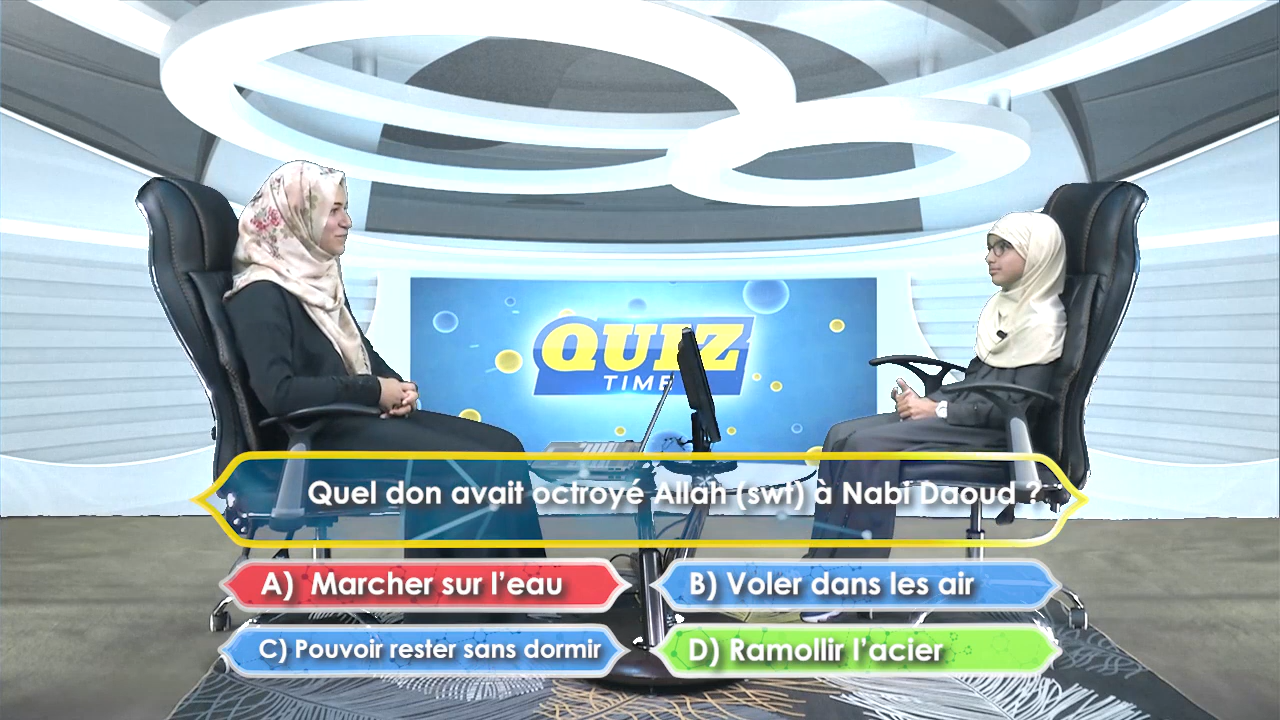 QUIZ
TIME
Quel don avait octroyé Allah (swt) à Nabi Daoud ?
A) Marcher sur l'eau
B) Voler dans les air
C) Pouvoir rester sans dormir
D) Ramollir l'acier